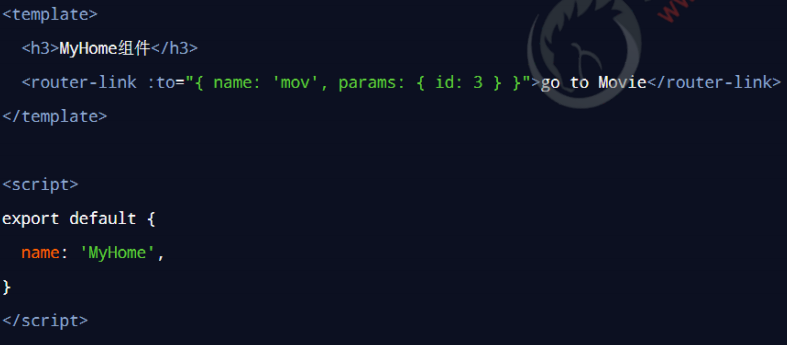 <template>
<h3>MyHome组件</h3>
<router-link :to="{ name: 'mov', params: { id: 3 } }">go to Movie</router-link>
</template>
<script>
export default {
name: 'MyHome',
}
</script>